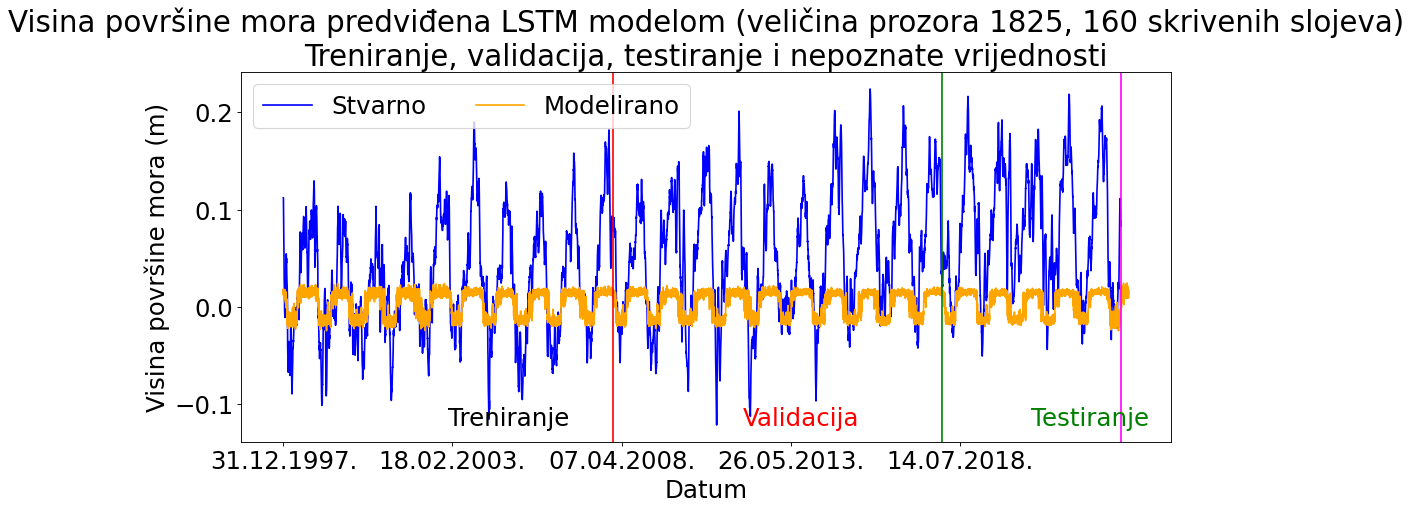 Visina površine mora predviđena LSTM modelom (veličina prozora 1825, 160 skrivenih slojeva)
Treniranje, validacija, testiranje i nepoznate vrijednosti
Stvarno Modelirano
Visina površine mora (m)
0.2
0.1
0.0
−0.1
Treniranje Validacija Testiranje
31.12.1997. 18.02.2003. 07.04.2008. 26.05.2013. 14.07.2018.
Datum